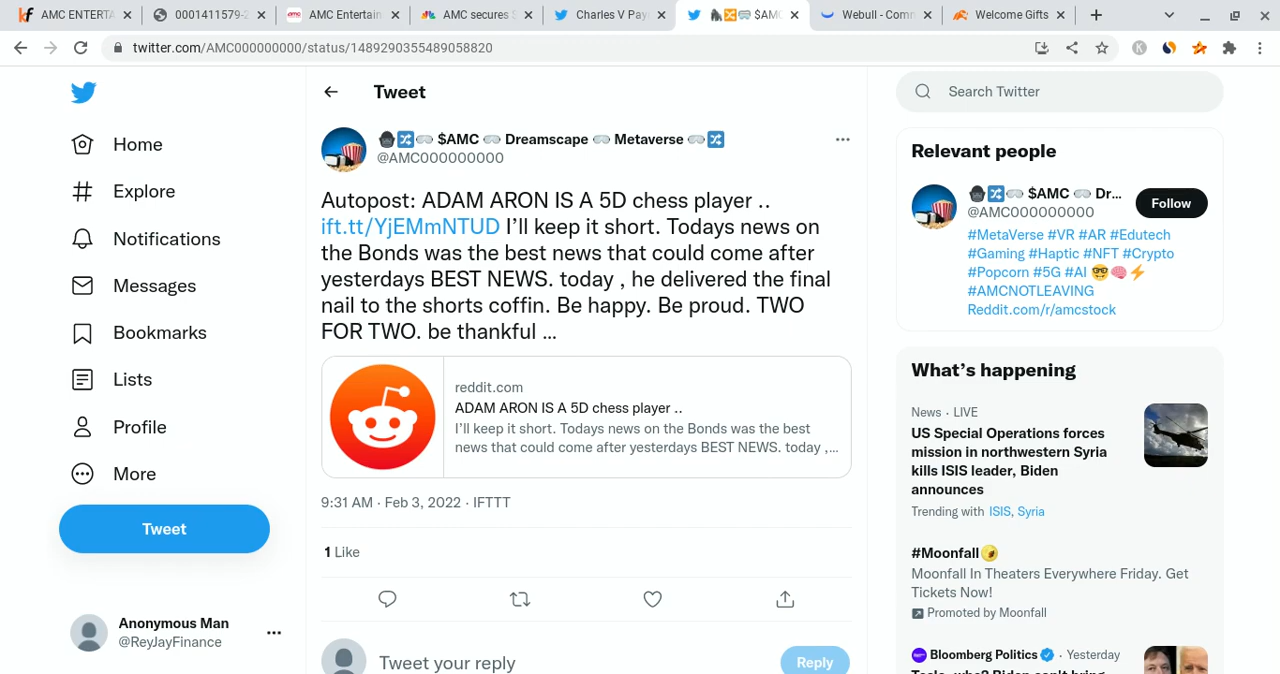 AMC ENTERTA
0001411579-2
AMC Entertain
AMC secures $
Charles V Pay
$AMC
Webull - Comm
Welcome Gifts
twitter.com/AMC000000000/status/1489290355489058820
Tweet
$AMC Dreamscape Metaverse
@AMC000000000
Autopost: ADAM ARON IS A 5D chess player ..
ift.tt/YjEMmNTUD I’ll keep it short. Todays news on
the Bonds was the best news that could come after
yesterdays BEST NEWS. today , he delivered the final
nail to the shorts coffin. Be happy. Be proud. TWO
FOR TWO. be thankful ...
reddit.com
ADAM ARON IS A 5D chess player ..
I’ll keep it short. Todays news on the Bonds was the best
news that could come after yesterdays BEST NEWS. today ,...
9:31 AM · Feb 3, 2022 · IFTTT
1 Like
Tweet your reply
Reply
Home
Explore
Notifications
Messages
Bookmarks
Lists
Profile
More
Tweet
Anonymous Man
@ReyJayFinance
Search Twitter
Relevant people
$AMC Dr...
@AMC000000000
Follow
#MetaVerse #VR #AR #Edutech
#Gaming #Haptic #NFT #Crypto
#Popcorn #5G #AI
#AMCNOTLEAVING
Reddit.com/r/amcstock
What’s happening
News · LIVE
US Special Operations forces
mission in northwestern Syria
kills ISIS leader, Biden
announces
Trending with ISIS, Syria
#Moonfall
Moonfall In Theaters Everywhere Friday. Get
Tickets Now!
Promoted by Moonfall
Bloomberg Politics · Yesterday